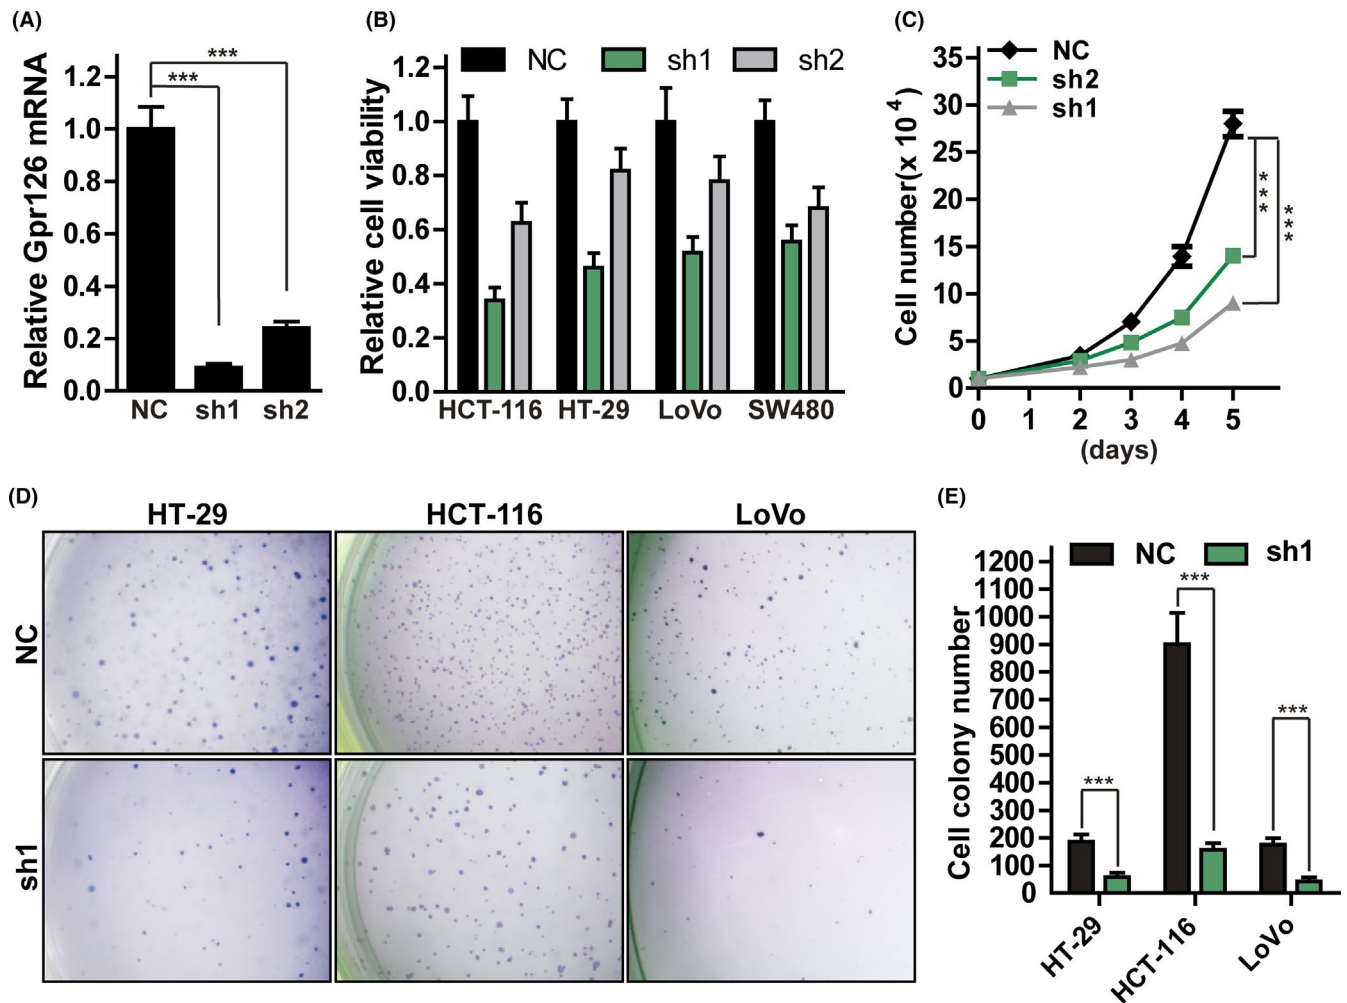 (A)
Relative Gpr126 mRNA
1.2
1.0
0.8
0.6
0.4
0.2
0.0
***
***
NC sh1 sh2
(B)
NC sh1 sh2
Relative cell viability
1.2
1.0
0.8
0.6
0.4
0.2
0.0
HCT-116 HT-29 LoVo SW480
(C)
NC
sh2
sh1
Cell number(x 10 4)
35
30
25
20
15
10
5
0
***
***
0 1 2 3 4 5
(days)
(D)
HT-29 HCT-116 LoVo
NC
sh1
(E)
NC sh1
Cell colony number
1200
1100
1000
900
800
700
600
500
400
300
200
100
0
***
***
***
HT-29
HCT-116
LoVo